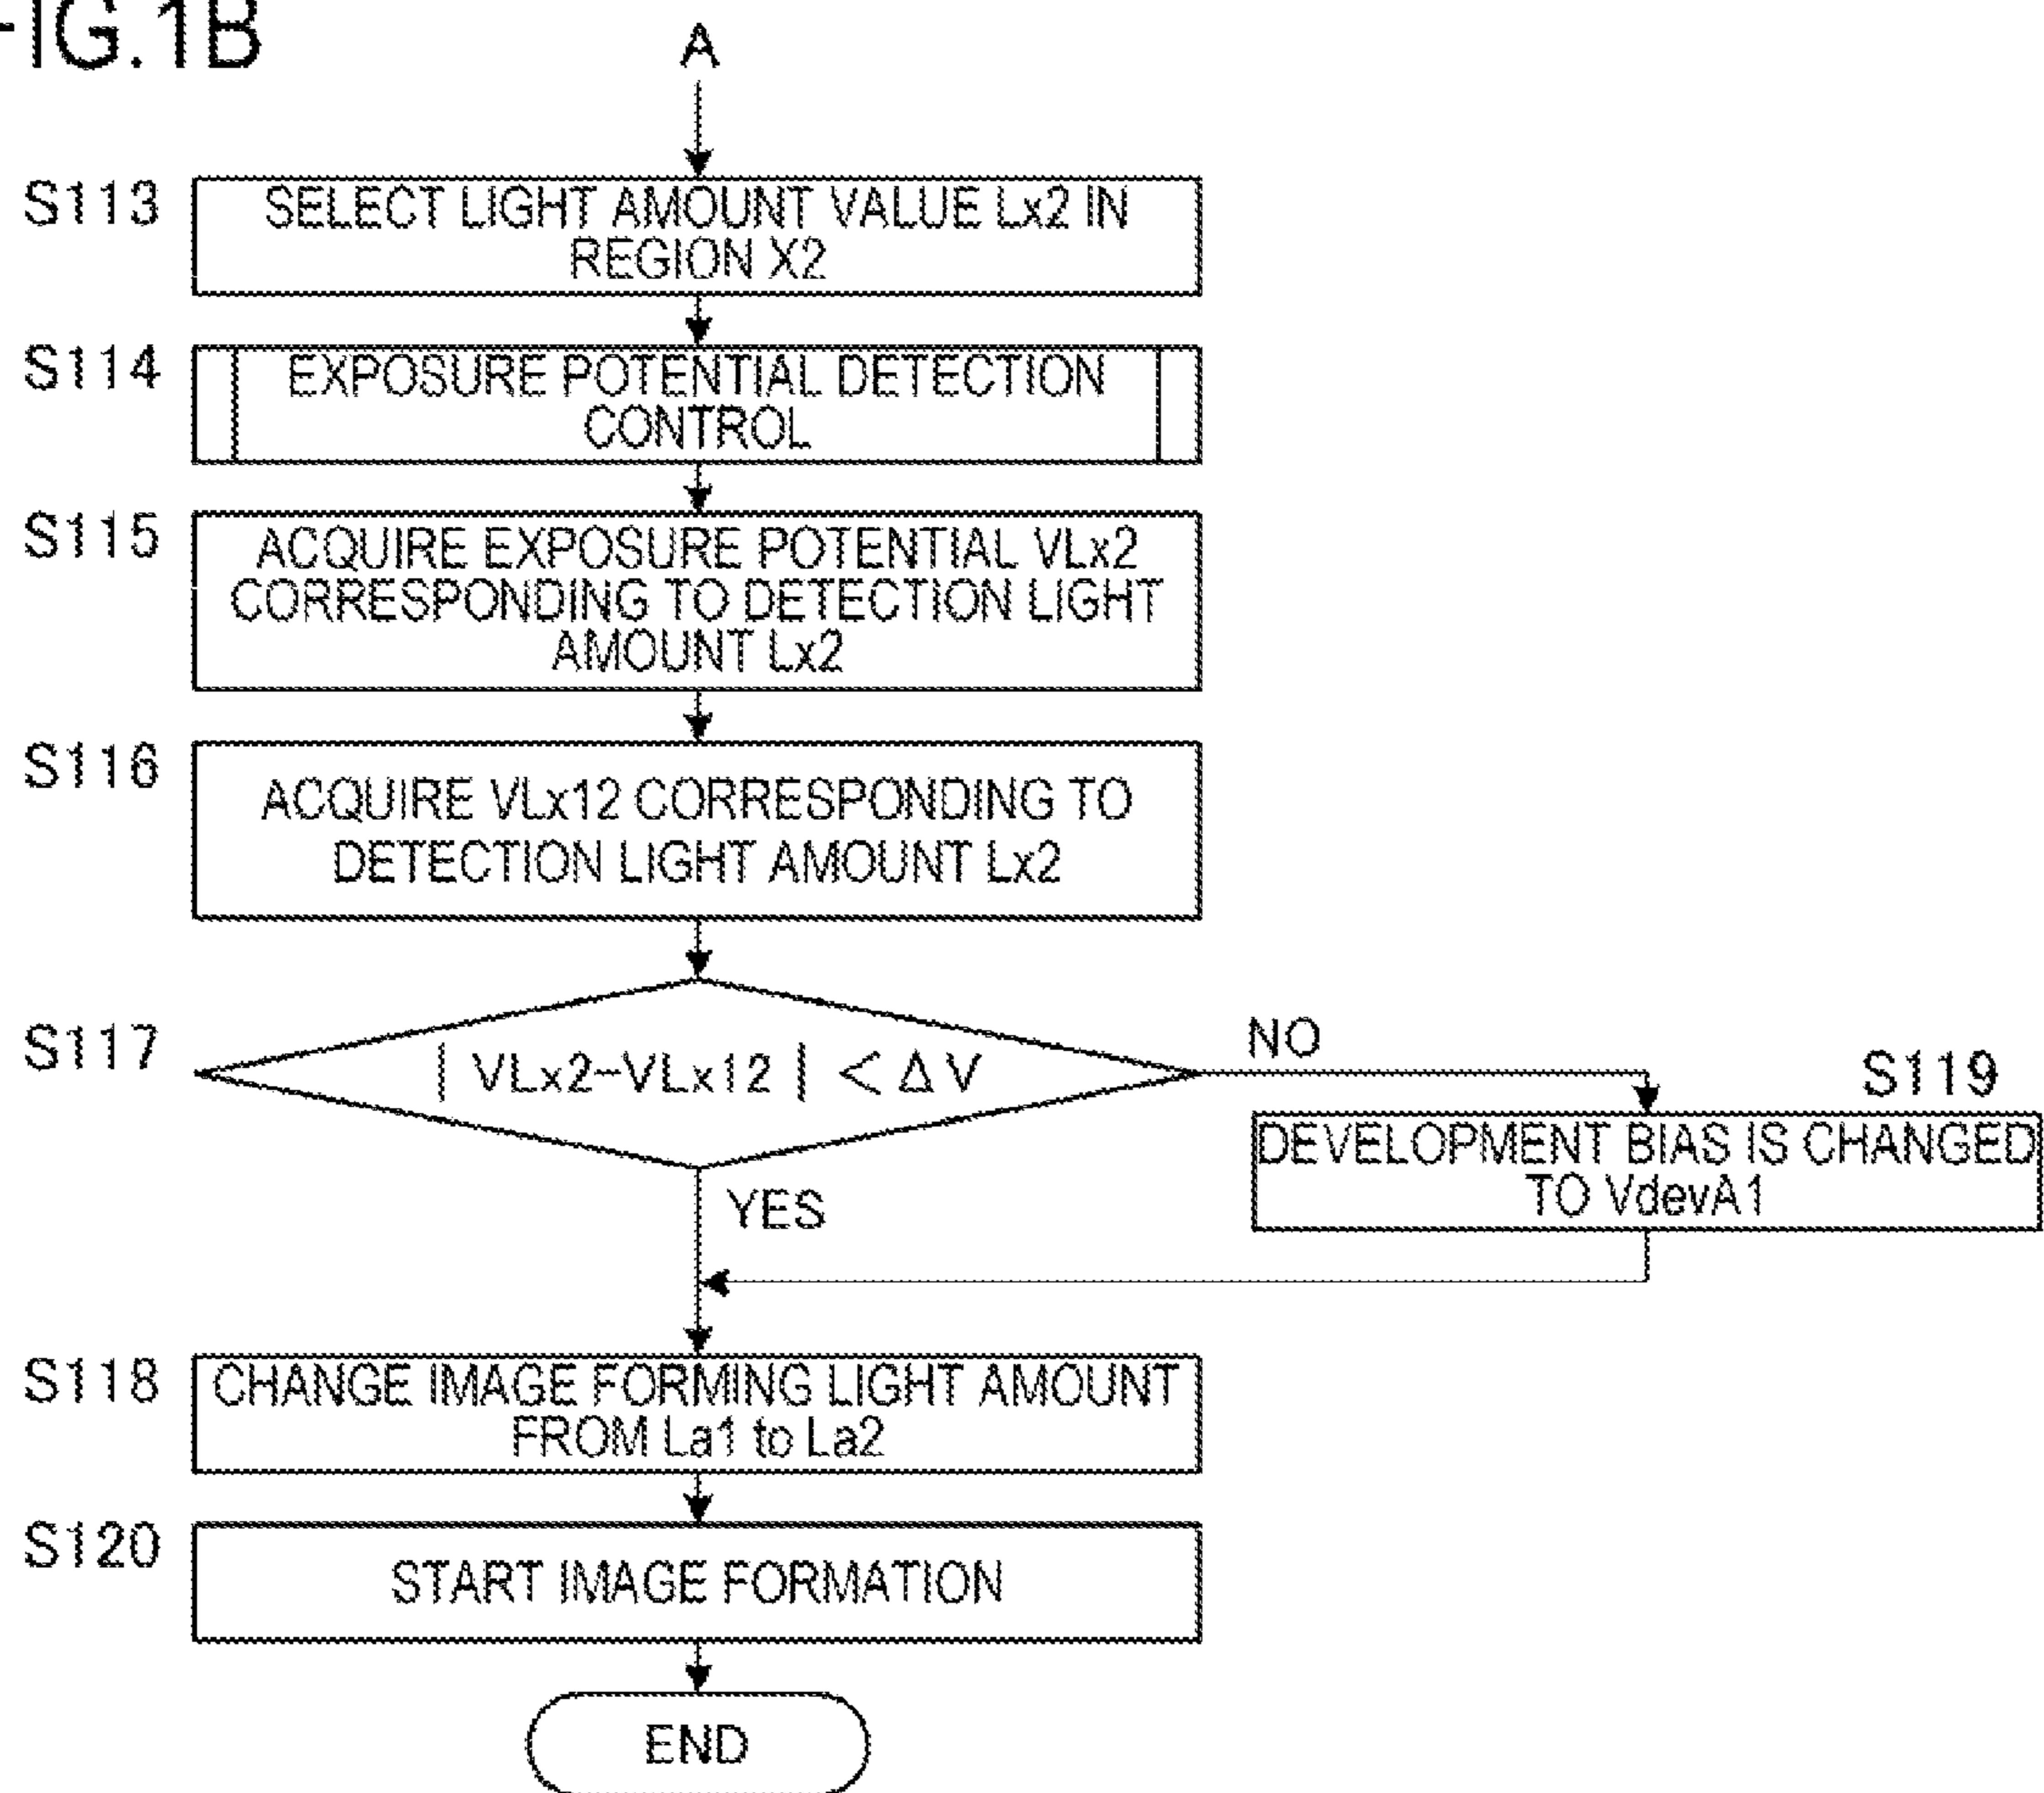 FIG.1B
A
S113
SELECT LIGHT AMOUNT VALUE Lx2 IN
REGION X2
S114
EXPOSURE POTENTIAL DETECTION
CONTROL
S115
ACQUIRE EXPOSURE POTENTIAL VLx2
CORRESPONDING TO DETECTION LIGHT
AMOUNT Lx2
S116
ACQUIRE VLx12 CORRESPONDING TO
DETECTION LIGHT AMOUNT Lx2
S117
| VLx2-VLx12 | < Δ V
NO
S119
DEVELOPMENT BIAS IS CHANGED
TO VdevA1
YES
S118
CHANGE IMAGE FORMING LIGHT AMOUNT
FROM La1 to La2
S120
START IMAGE FORMATION
END